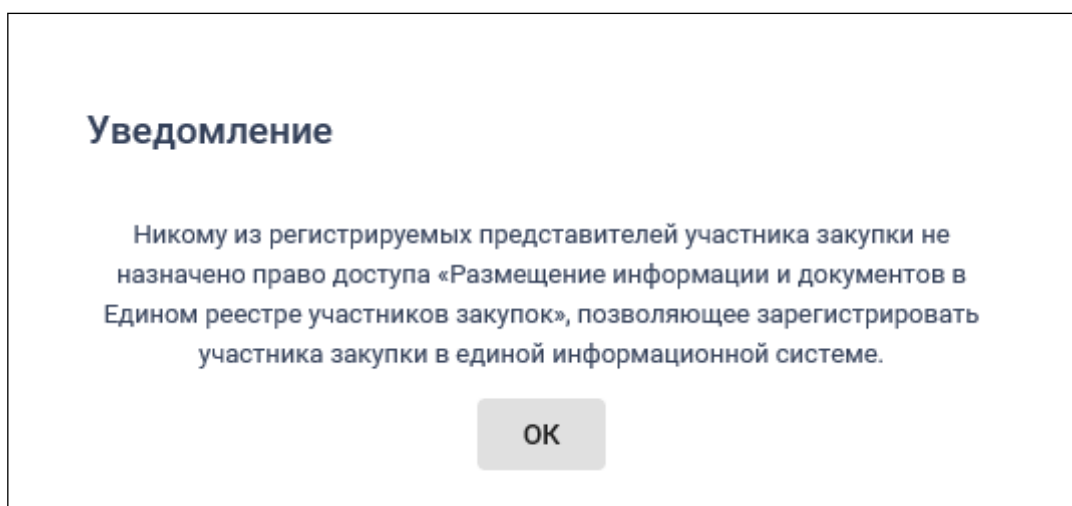 Уведомление
Никому из регистрируемых представителей участника закупки не
назначено право доступа «Размещение информации и документов в
Едином реестре участников закупок», позволяющее зарегистрировать
участника закупки в единой информационной системе.
ОК